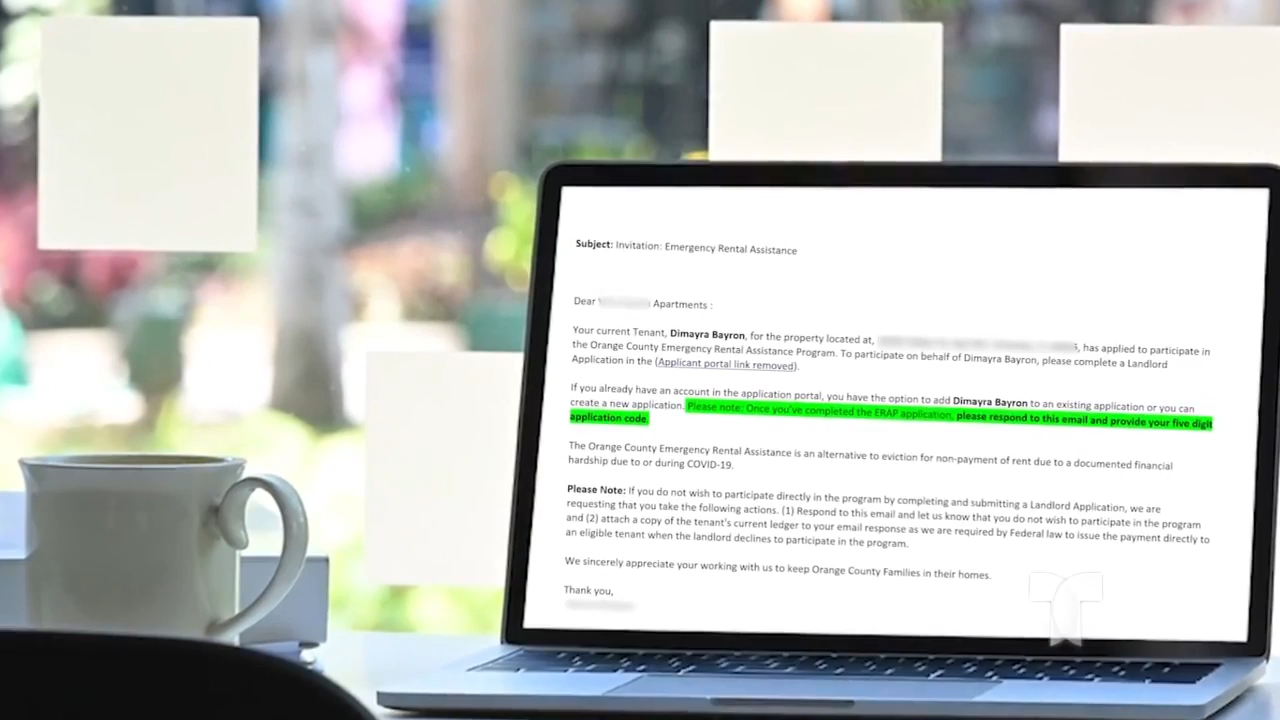 Subject: Invitation: Emergency Rental Assistance
Dear Apartments :
Your current Tenant, Dimayra Bayron, for the property located at, has applied to participate in
the Orange County Emergency Rental Assistance Program. To participate on behalf of Dimayra Bayron, please complete a Landlord
Application in the (Applicant portal link removed).
If you already have an account in the application portal, you have the option to add Dimayra Bayron to an existing application or you can
create a new application. Please note: Once you've completed the ERAP application, please respond to this email and provide your five digit
application code.
The Orange County Emergency Rental Assistance is an alternative to eviction for non-payment of rent due to a documented financial
hardship due to or during COVID-19.
Please Note: If you do not wish to participate directly in the program by completing and submitting a Landlord Application, we are
requesting that you take the following actions. (1) Respond to this email and let us know that you do not wish to participate in the program
and (2) attach a copy of the tenant's current ledger to your email response as we are required by Federal law to issue the payment directly to
an eligible tenant when the landlord declines to participate in the program.
We sincerely appreciate your working with us to keep Orange County Families in their homes.
Thank you,